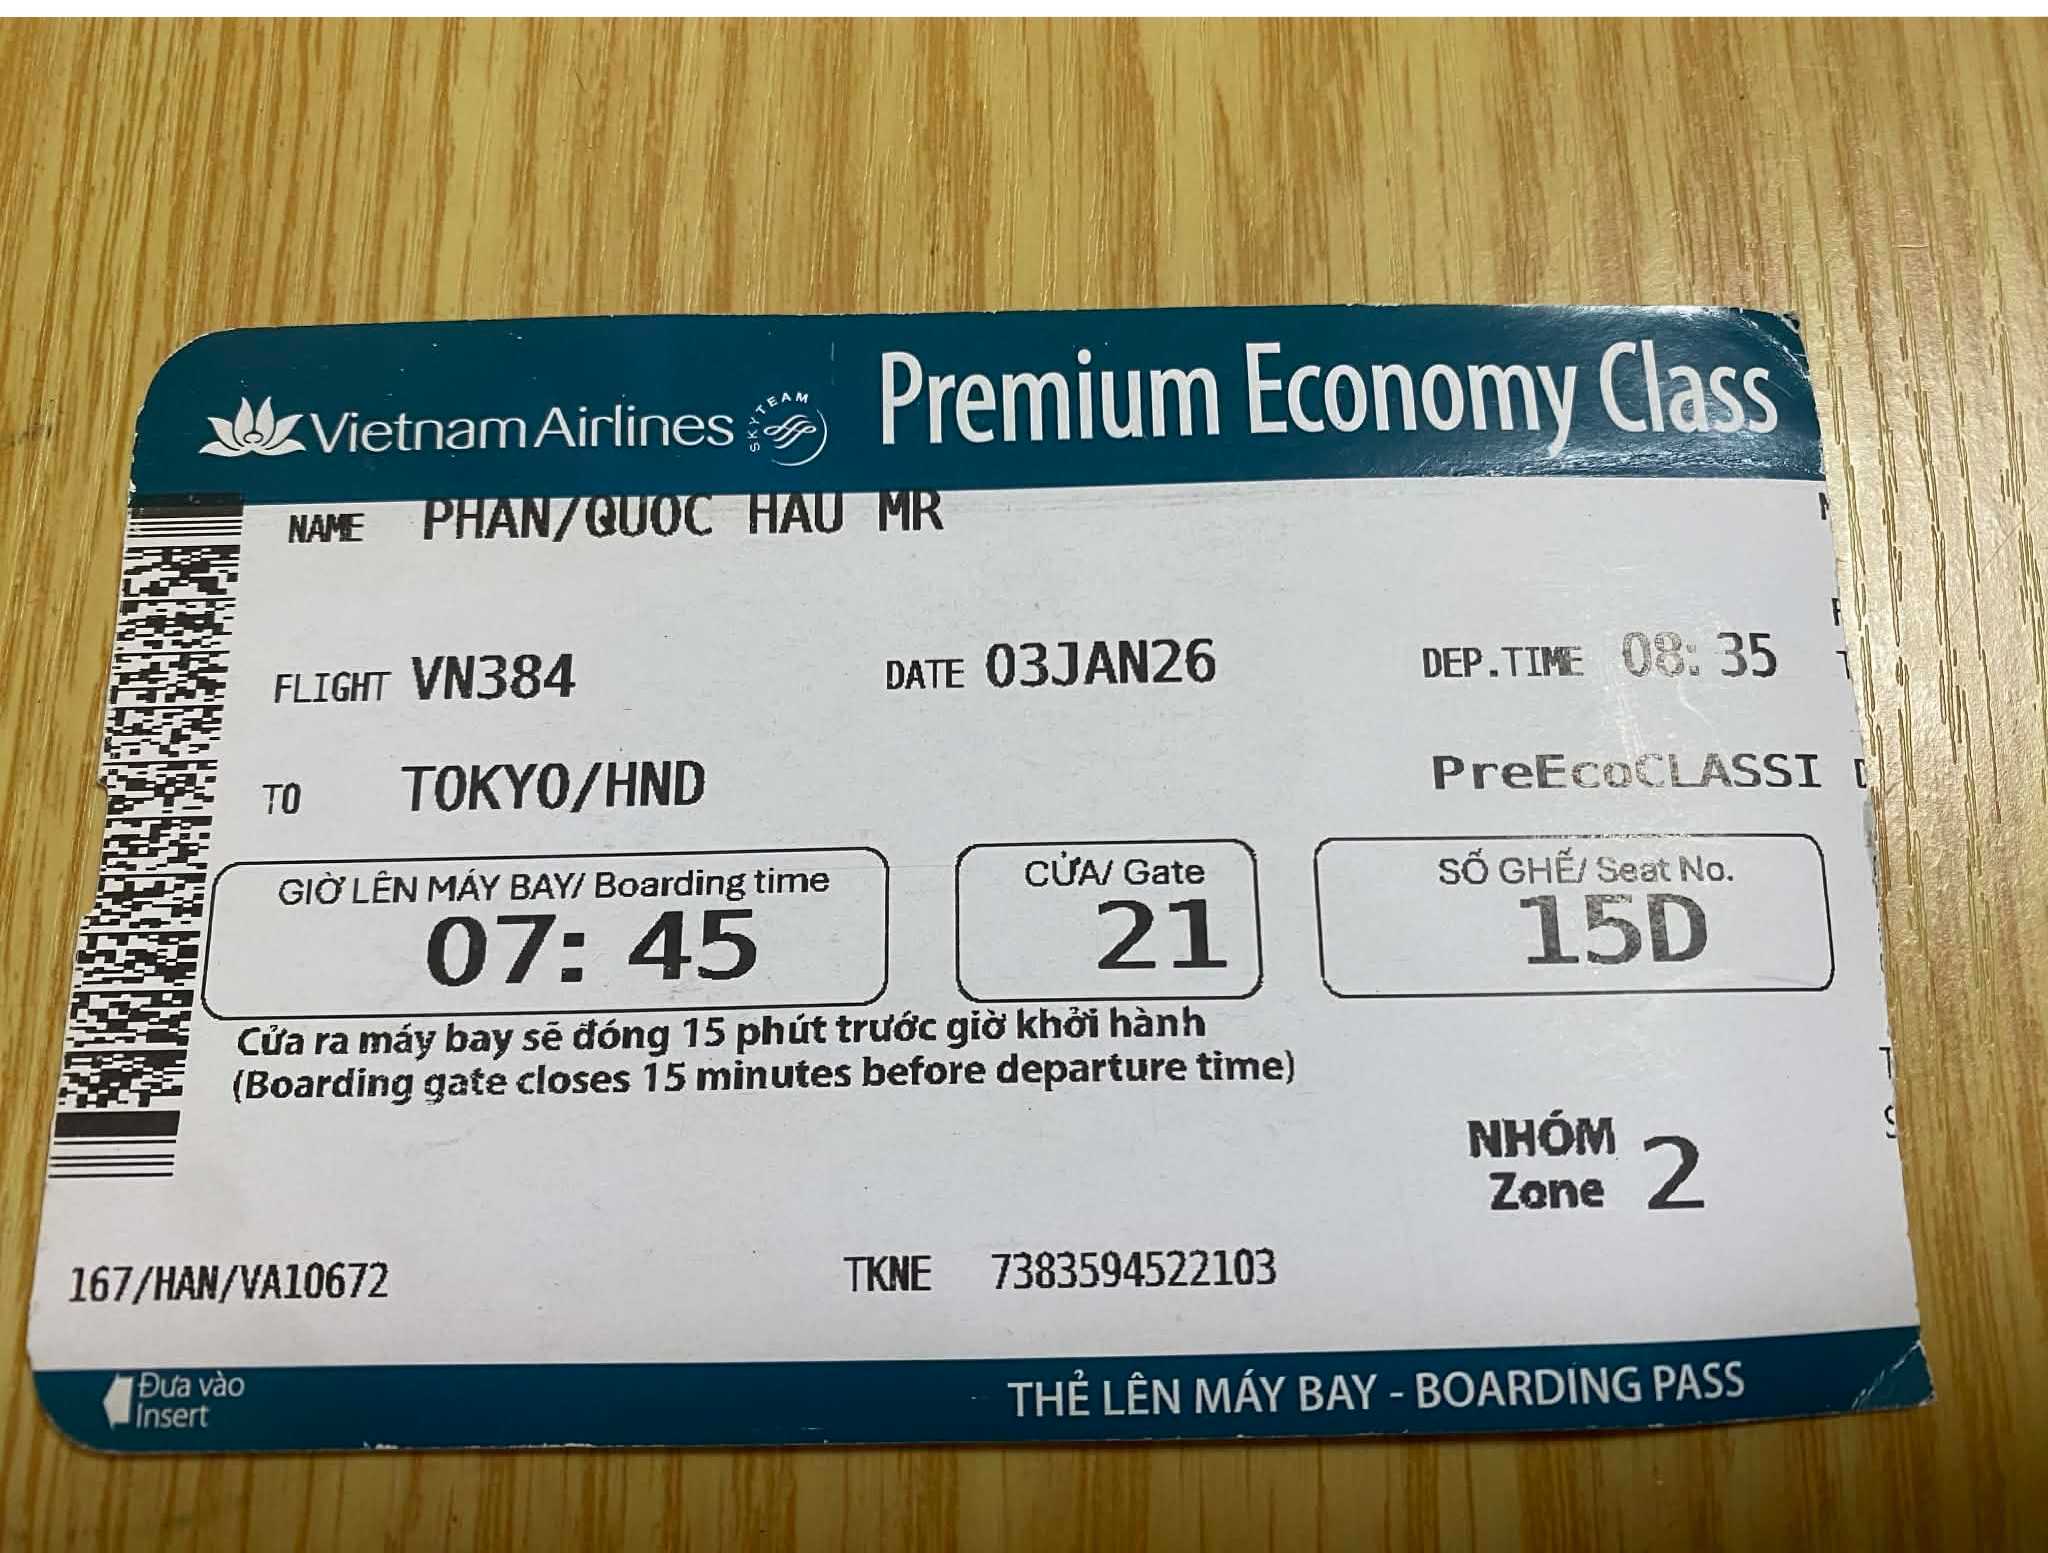 VietnamAirlines SKYTEAM Premium Economy Class
NAME PHAN/QUOC HAU MR
FLIGHT VN384 DATE 03JAN26 DEP.TIME 08:35
TO TOKYO/HND PreEcoCLASSI
GIỜ LÊN MÁY BAY/ Boarding time CỬA/ Gate SỐ GHẾ/ Seat No.
07:45 21 15D
Cửa ra máy bay sẽ đóng 15 phút trước giờ khởi hành
(Boarding gate closes 15 minutes before departure time)
NHÓM
Zone 2
167/HAN/VA10672 TKNE 7383594522103
Đưa vào
Insert
THẺ LÊN MÁY BAY - BOARDING PASS